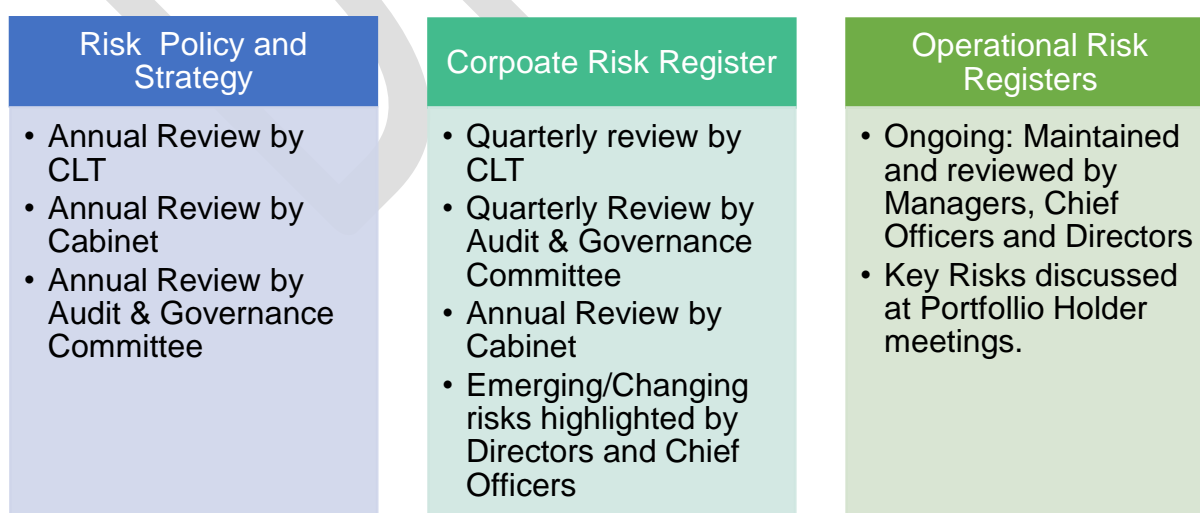 Risk  Policy and
Strategy
• Annual Review by
CLT
• Annual Review by
Cabinet
• Annual Review by
Audit & Governance
Committee
Corpoate Risk Register
• Quarterly review by
CLT
• Quarterly Review by
Audit & Governance
Committee
• Annual Review by
Cabinet
• Emerging/Changing
risks highlighted by
Directors and Chief
Officers
Operational Risk
Registers
• Ongoing: Maintained
and reviewed by
Managers, Chief
Officers and Directors
• Key Risks discussed
at Portfollio Holder
meetings.